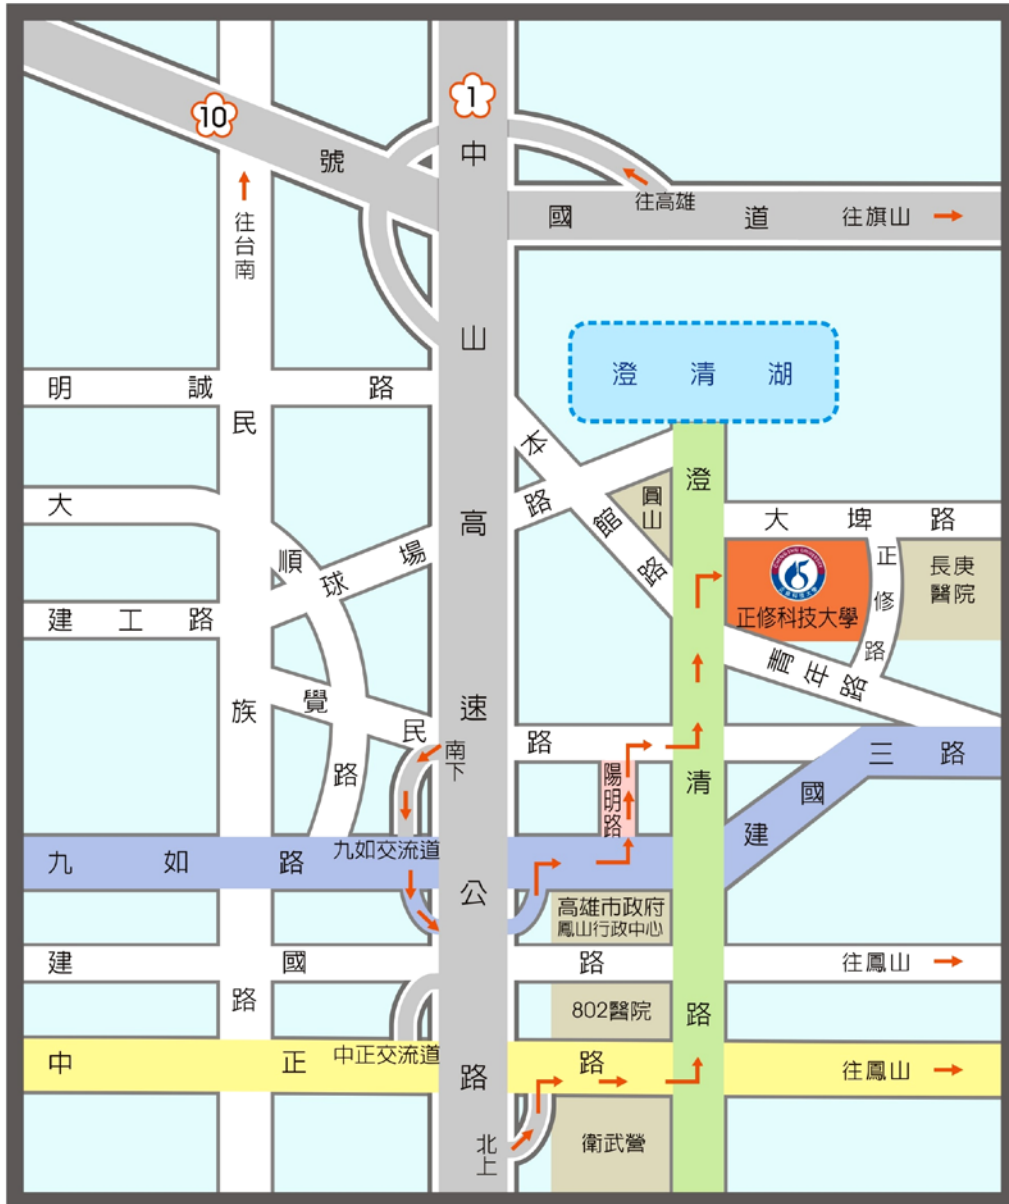 1
10
中山高速公路
10號國道
往高雄
往旗山
往台南
澄清湖
明誠路
民族路
本館路
大順路
球場路
圓山
澄清路
大埤路
正修科技大學
正修路
長庚醫院
建工路
青年路
覺民路
南下
陽明路
建國三路
九如路
九如交流道
高雄市政府
鳳山行政中心
建國路
往鳳山
802醫院
中正路
中正交流道
往鳳山
北上
衛武營